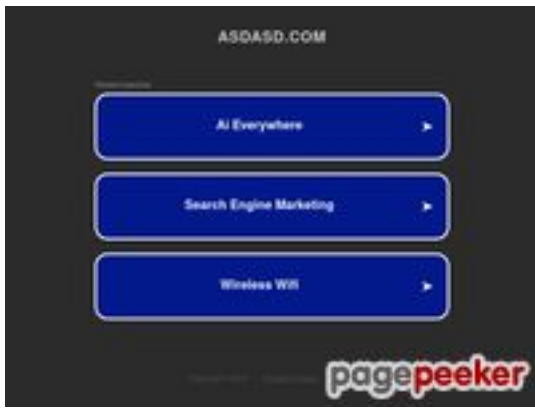 ASDASD.COM
Ai Everywhere
Search Engine Marketing
Wireless Wifi
pagepeeker